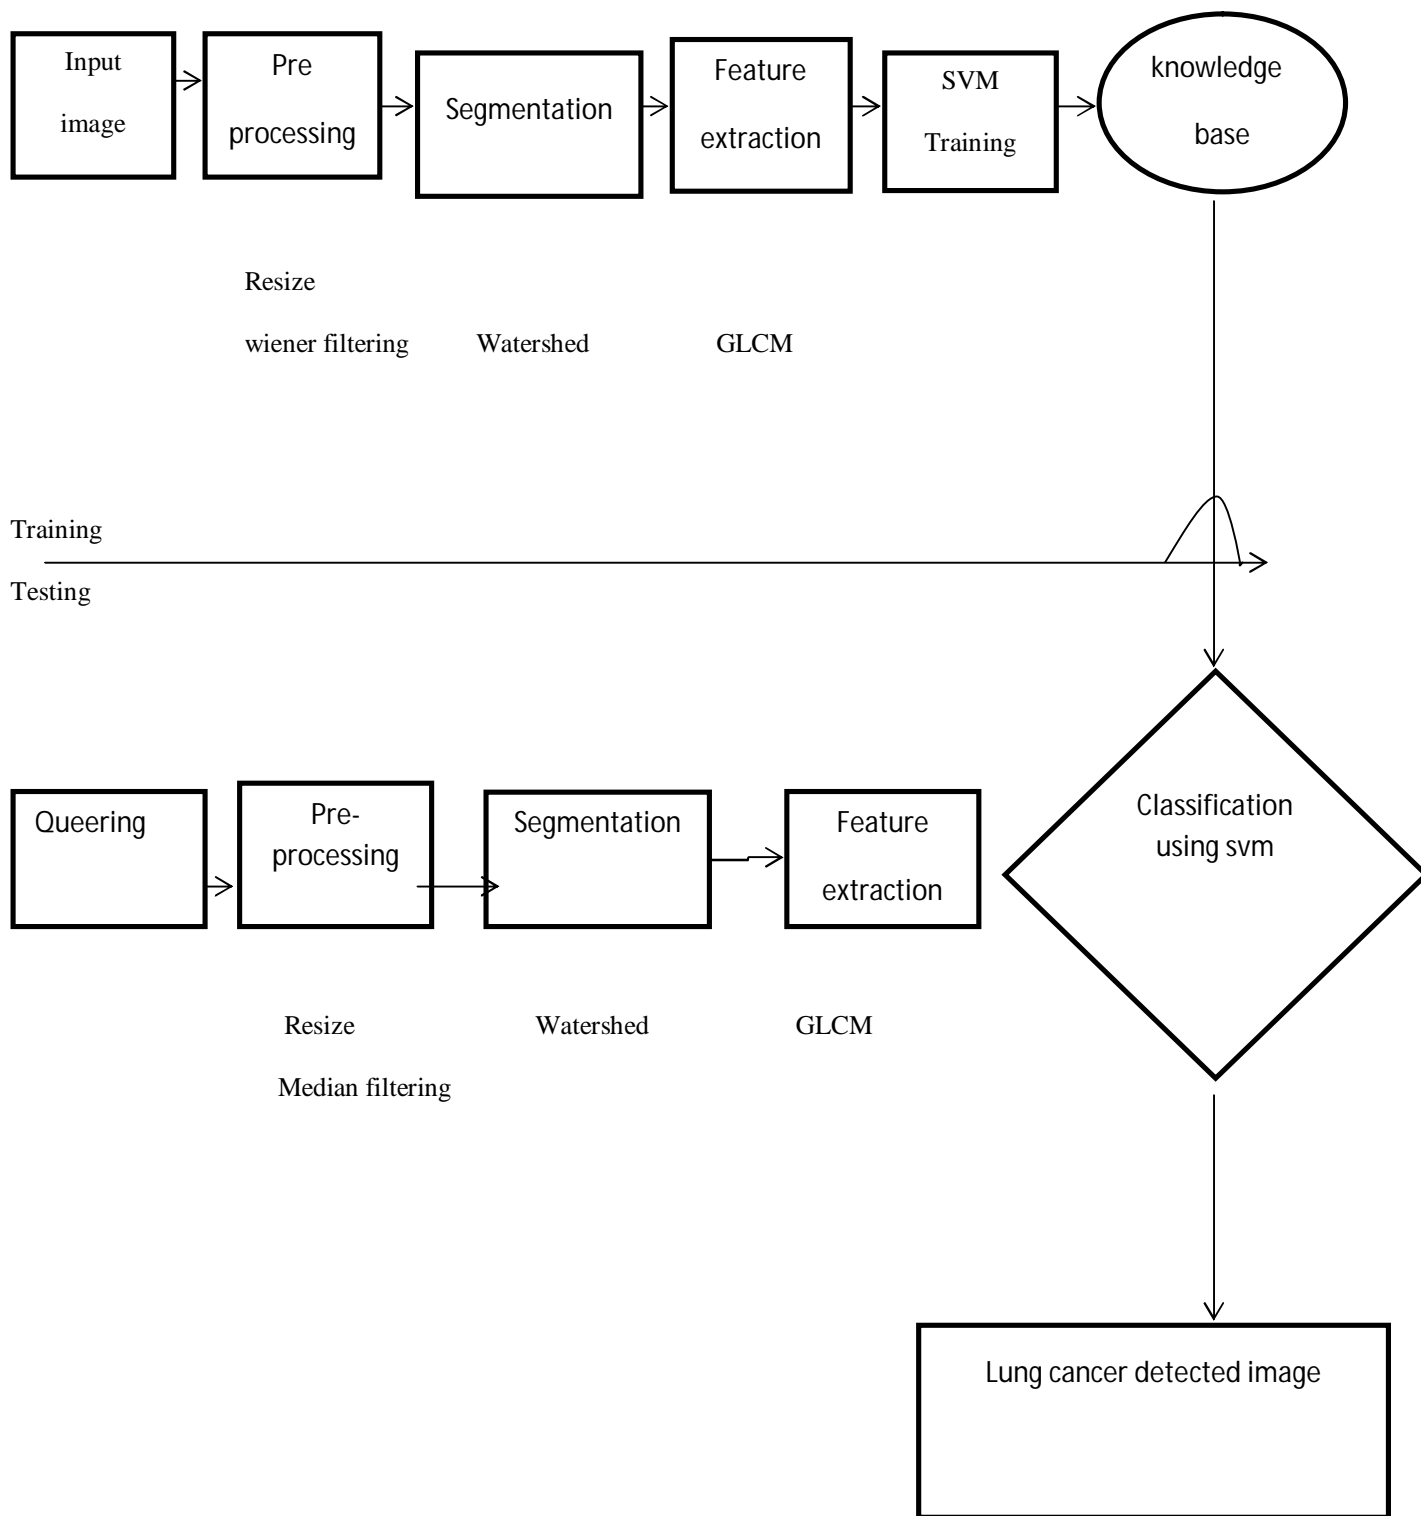 Input
image
Pre
processing
Segmentation
Feature
extraction
SVM
Training
knowledge
base
Resize
wiener filtering
Watershed
GLCM
Training
Testing
Queering
Pre-
processing
Segmentation
Feature
extraction
Classification
using svm
Resize
Median filtering
Watershed
GLCM
Lung cancer detected image